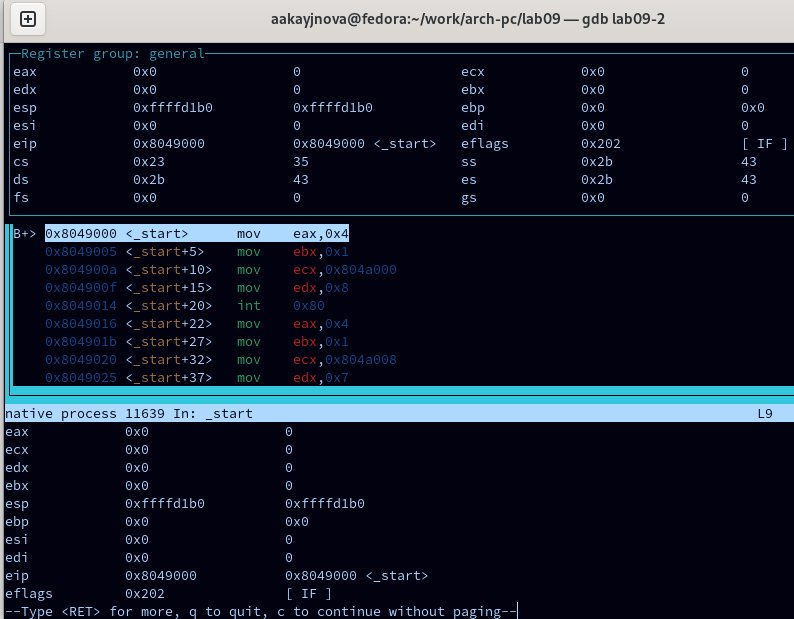 aakayjnova@fedora:~/work/arch-pc/lab09 — gdb lab09-2
Register group: general
eax 0x0 0 ecx 0x0 0
edx 0x0 0 ebx 0x0 0
esp 0xffffd1b0 0xffffd1b0 ebp 0x0 0x0
esi 0x0 0 edi 0x0 0
eip 0x8049000 0x8049000 <_start> eflags 0x202 [ IF ]
cs 0x23 35 ss 0x2b 43
ds 0x2b 43 es 0x2b 43
fs 0x0 0 gs 0x0 0
B+> 0x8049000 <_start> mov eax,0x4
0x8049005 <_start+5> mov ebx,0x1
0x804900a <_start+10> mov ecx,0x804a000
0x804900f <_start+15> mov edx,0x8
0x8049014 <_start+20> int 0x80
0x8049016 <_start+22> mov eax,0x4
0x804901b <_start+27> mov ebx,0x1
0x8049020 <_start+32> mov ecx,0x804a008
0x8049025 <_start+37> mov edx,0x7
native process 11639 In: _start L9
eax 0x0 0
ecx 0x0 0
edx 0x0 0
ebx 0x0 0
esp 0xffffd1b0 0xffffd1b0
ebp 0x0 0x0
esi 0x0 0
edi 0x0 0
eip 0x8049000 0x8049000 <_start>
eflags 0x202 [ IF ]
--Type <RET> for more, q to quit, c to continue without paging--